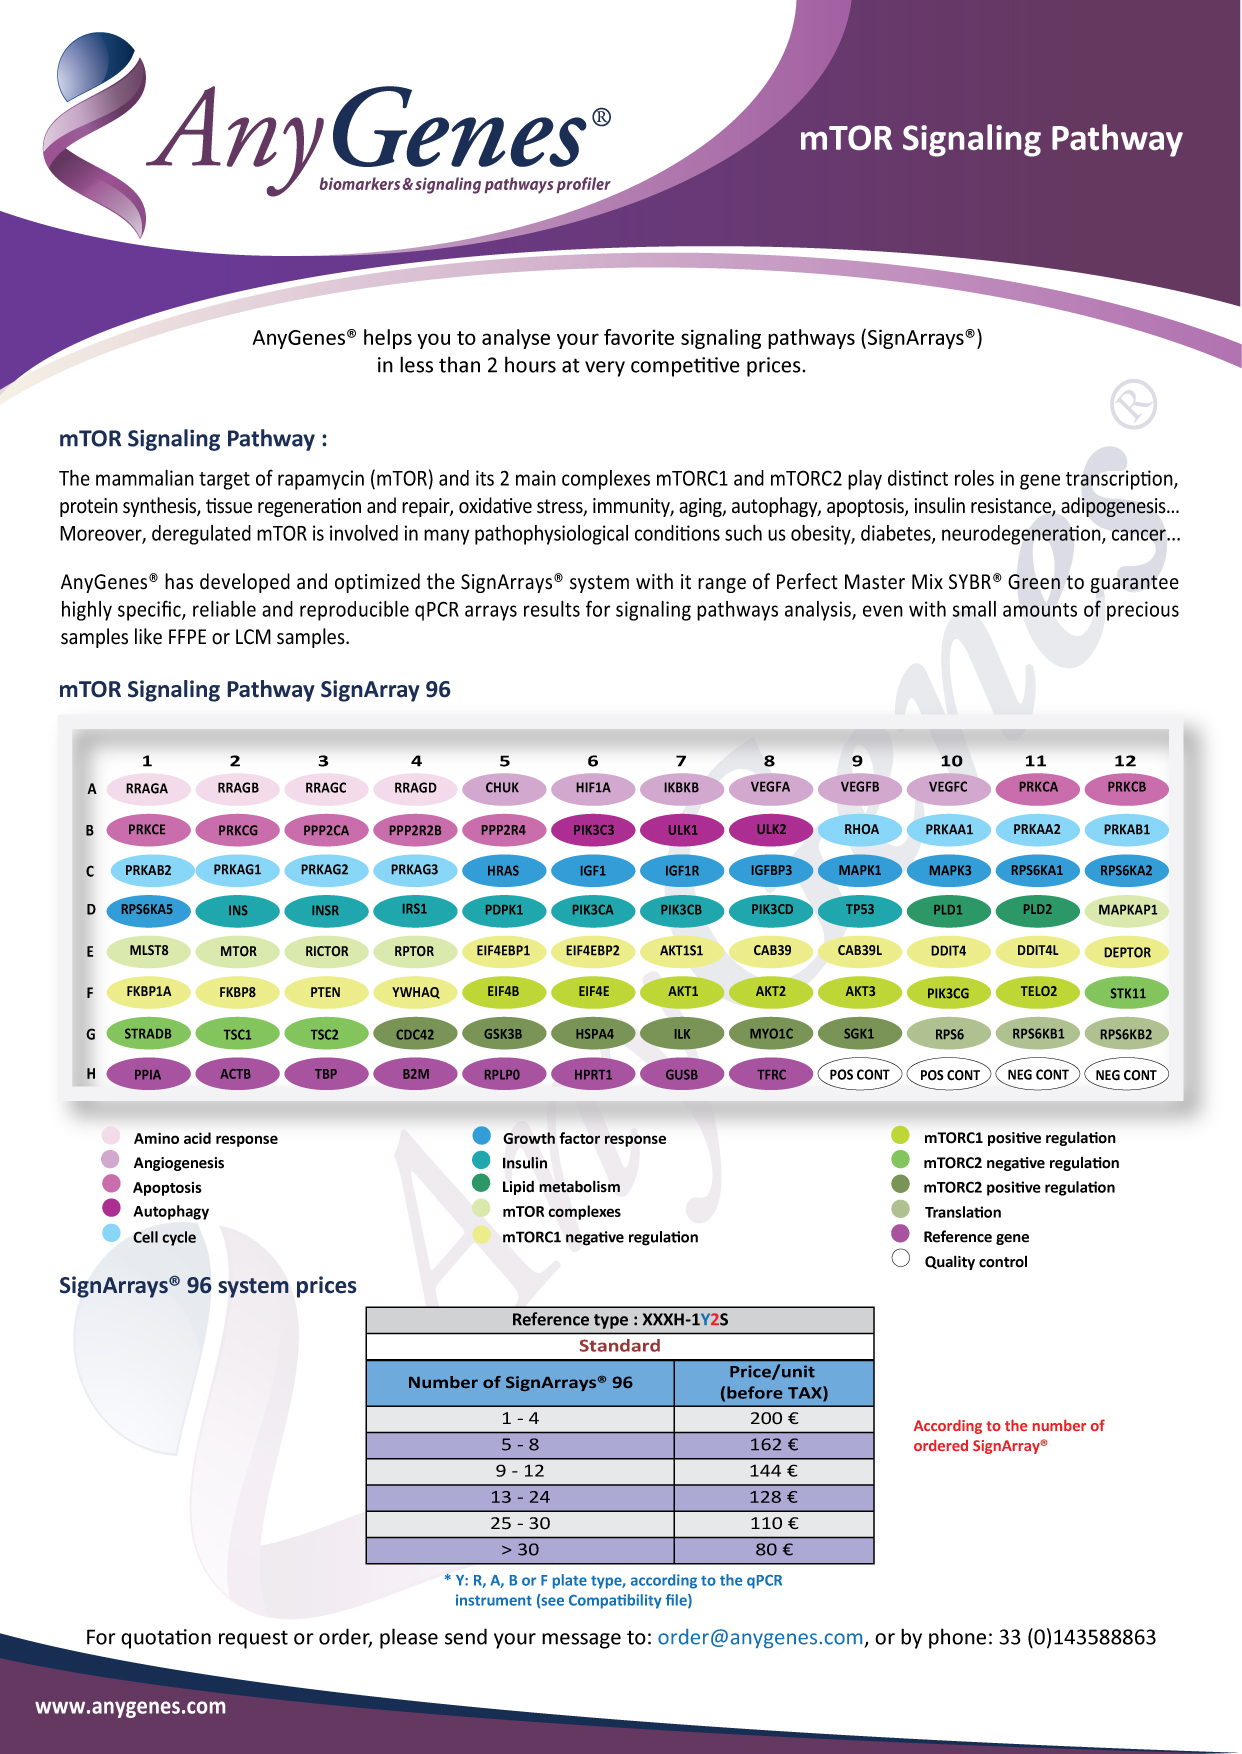 AnyGenes®
biomarkers & signaling pathways profiler
mTOR Signaling Pathway
AnyGenes® helps you to analyse your favorite signaling pathways (SignArrays®)
in less than 2 hours at very competitive prices.
mTOR Signaling Pathway :
The mammalian target of rapamycin (mTOR) and its 2 main complexes mTORC1 and mTORC2 play distinct roles in gene transcription,
protein synthesis, tissue regeneration and repair, oxidative stress, immunity, aging, autophagy, apoptosis, insulin resistance, adipogenesis...
Moreover, deregulated mTOR is involved in many pathophysiological conditions such us obesity, diabetes, neurodegeneration, cancer...
AnyGenes® has developed and optimized the SignArrays® system with it range of Perfect Master Mix SYBR® Green to guarantee
highly specific, reliable and reproducible qPCR arrays results for signaling pathways analysis, even with small amounts of precious
samples like FFPE or LCM samples.
mTOR Signaling Pathway SignArray 96
1 2 3 4 5 6 7 8 9 10 11 12
A RRAGA RRAGB RRAGC RRAGD CHUK HIF1A IKBKB VEGFA VEGFB VEGFC PRKCA PRKCB
B PRKCE PRKCG PPP2CA PPP2R2B PPP2R4 PIK3C3 ULK1 ULK2 RHOA PRKAA1 PRKAA2 PRKAB1
C PRKAB2 PRKAG1 PRKAG2 PRKAG3 HRAS IGF1 IGF1R IGFBP3 MAPK1 MAPK3 RPS6KA1 RPS6KA2
D RPS6KA5 INS INSR IRS1 PDPK1 PIK3CA PIK3CB PIK3CD TP53 PLD1 PLD2 MAPKAP1
E MLST8 MTOR RICTOR RPTOR EIF4EBP1 EIF4EBP2 AKT1S1 CAB39 CAB39L DDIT4 DDIT4L DEPTOR
F FKBP1A FKBP8 PTEN YWHAQ EIF4B EIF4E AKT1 AKT2 AKT3 PIK3CG TELO2 STK11
G STRADB TSC1 TSC2 CDC42 GSK3B HSPA4 ILK MYO1C SGK1 RPS6 RPS6KB1 RPS6KB2
H PPIA ACTB TBP B2M RPLP0 HPRT1 GUSB TFRC POS CONT POS CONT NEG CONT NEG CONT
Amino acid response
Angiogenesis
Apoptosis
Autophagy
Cell cycle
Growth factor response
Insulin
Lipid metabolism
mTOR complexes
mTORC1 negative regulation
mTORC1 positive regulation
mTORC2 negative regulation
mTORC2 positive regulation
Translation
Reference gene
Quality control
SignArrays® 96 system prices
Reference type : XXXH-1Y2S
Standard
Number of SignArrays® 96 Price/unit
(before TAX)
1 - 4 200 €
5 - 8 162 €
9 - 12 144 €
13 - 24 128 €
25 - 30 110 €
> 30 80 €
According to the number of
ordered SignArray®
* Y: R, A, B or F plate type, according to the qPCR
instrument (see Compatibility file)
For quotation request or order, please send your message to: order@anygenes.com, or by phone: 33 (0)143588863
www.anygenes.com
AnyGenes®